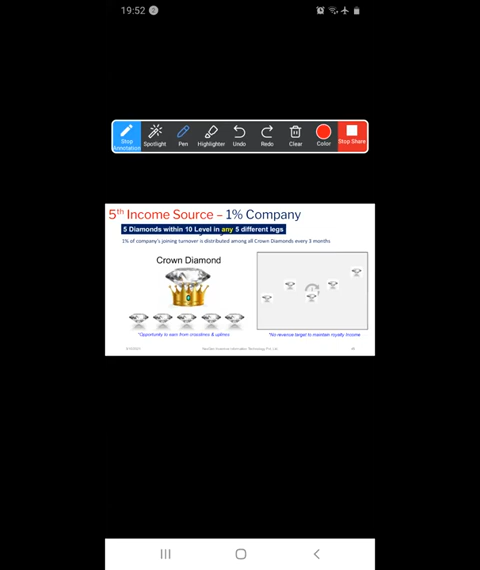 19:52
Stop Annotation
Spotlight
Pen
Highlighter
Undo
Redo
Clear
Color
Stop Share
5th Income Source – 1% Company
5 Diamonds within 10 Level in any 5 different legs
1% of company's joining turnover is distributed among all Crown Diamonds every 3 months
Crown Diamond
*Opportunity to earn from crosslines & uplines
*No revenue target to maintain royalty income